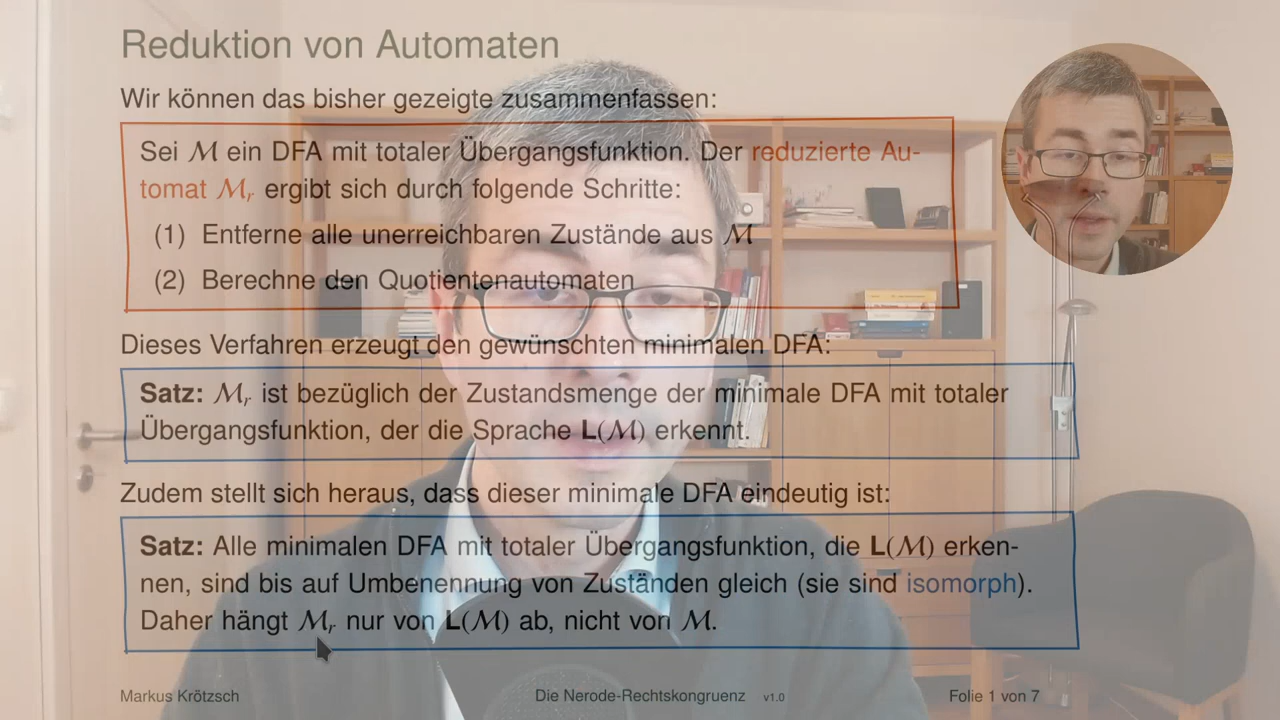 Reduktion von Automaten
Wir können das bisher gezeigte zusammenfassen:
Sei M ein DFA mit totaler Übergangsfunktion. Der reduzierte Au-
tomat Mr ergibt sich durch folgende Schritte:
(1) Entferne alle unerreichbaren Zustände aus M
(2) Berechne den Quotientenautomaten
Dieses Verfahren erzeugt den gewünschten minimalen DFA:
Satz: Mr ist bezüglich der Zustandsmenge der minimale DFA mit totaler
Übergangsfunktion, der die Sprache L(M) erkennt.
Zudem stellt sich heraus, dass dieser minimale DFA eindeutig ist:
Satz: Alle minimalen DFA mit totaler Übergangsfunktion, die L(M) erken-
nen, sind bis auf Umbenennung von Zuständen gleich (sie sind isomorph).
Daher hängt Mr nur von L(M) ab, nicht von M.
Markus Krötzsch Die Nerode-Rechtskongruenz v1.0 Folie 1 von 7